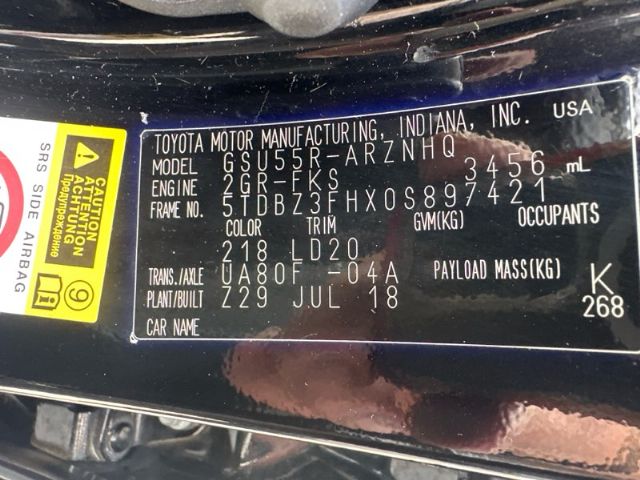 TOYOTA MOTOR MANUFACTURING, INDIANA, INC. USA
MODEL GSU55R-ARZNHQ
ENGINE 2GR-FKS 3456 mL
FRAME NO. 5TDBZ3FHX0S897421
COLOR TRIM GVM(KG) OCCUPANTS
218 LD20
TRANS./AXLE UA80F -04A PAYLOAD MASS(KG) K
PLANT/BUILT Z29 JUL 18 268
CAR NAME
SRS SIDE AIRBAG
CAUTION
ATTENTION
ACHTUNG
Предупреждение
9